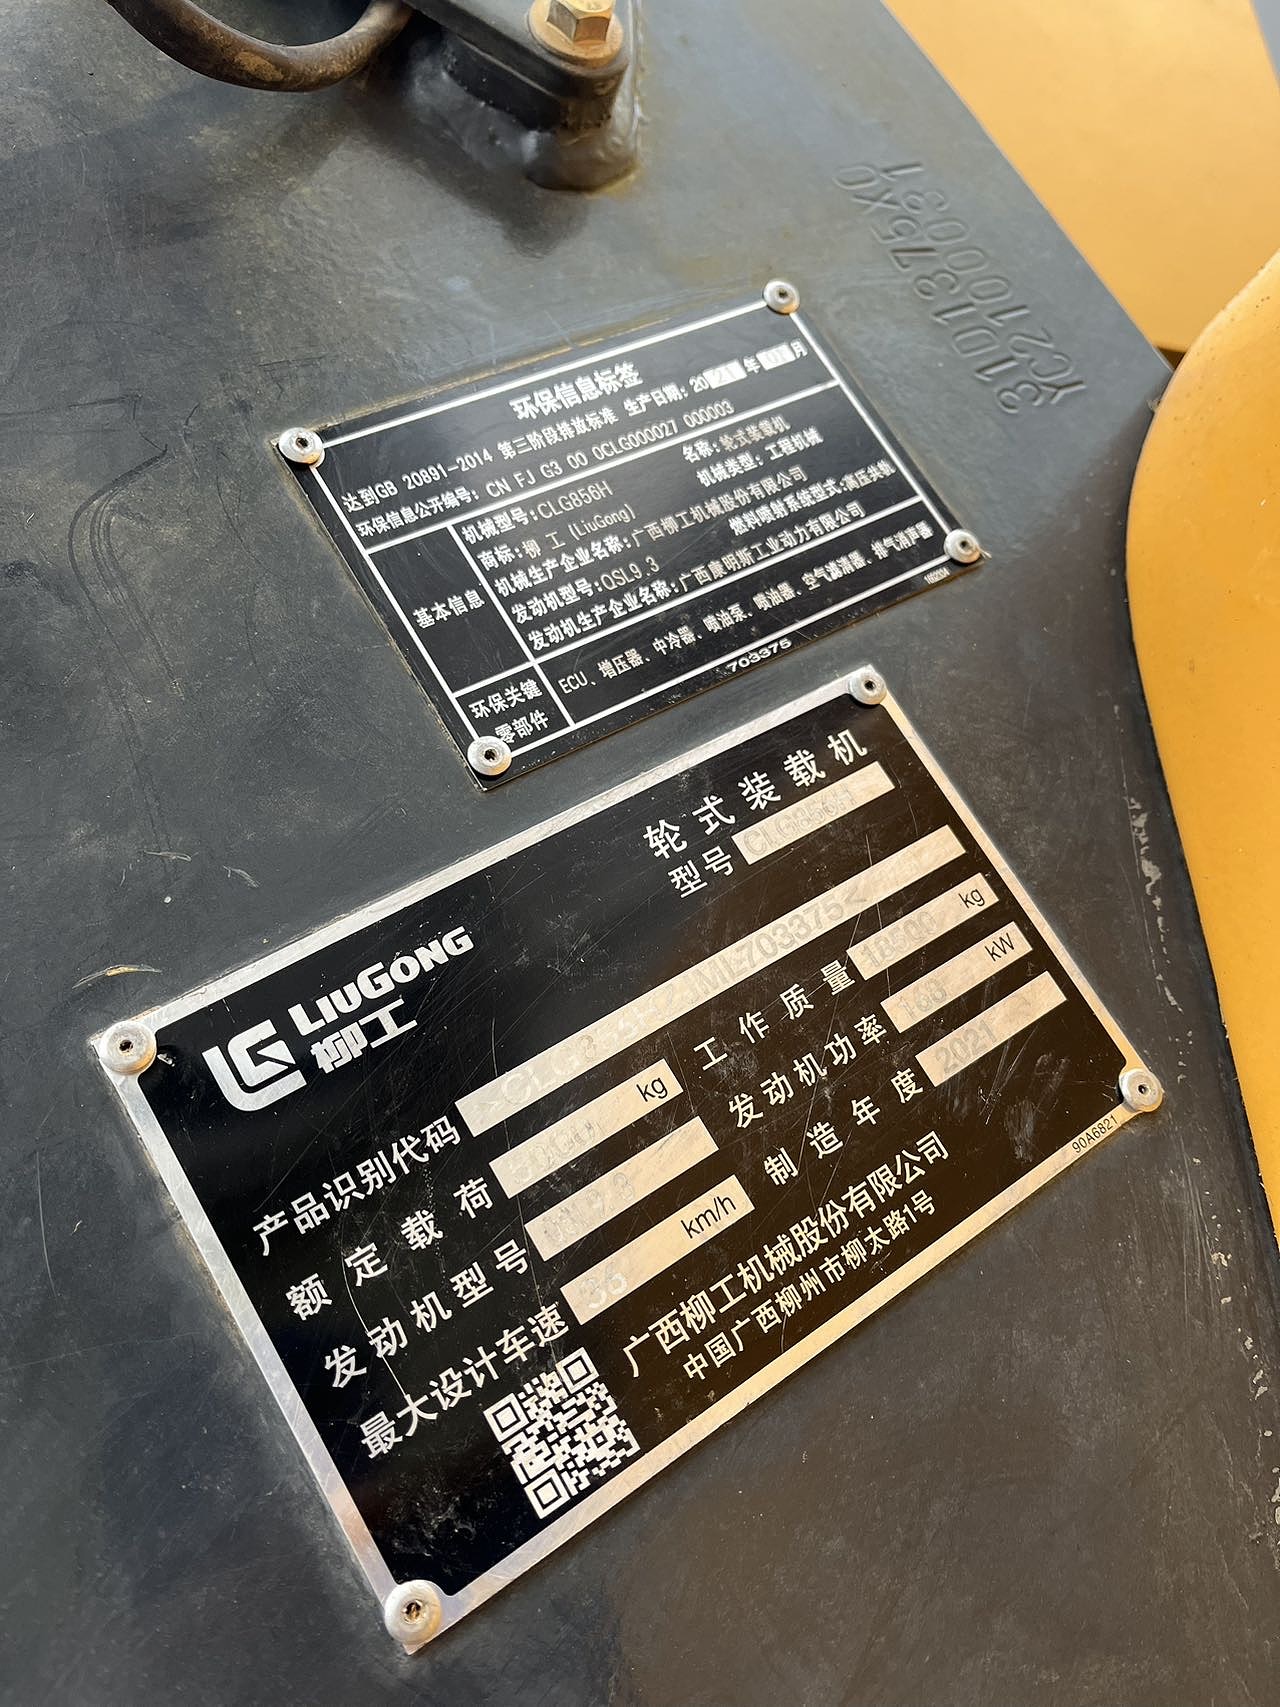 31D1375X0
YC2100031
环保信息标签
达到GB 20891-2014 第三阶段排放标准 生产日期: 2021年01月
环保信息公开编号: CN FJ G3 00 0CLG000027 000003
基本信息
机械型号: CLG856H 名称: 轮式装载机
商标: 柳工 (LiuGong) 机械类型: 工程机械
机械生产企业名称: 广西柳工机械股份有限公司
发动机型号: QSL9.3 燃料喷射系统型式: 高压共轨
发动机生产企业名称: 广西康明斯工业动力有限公司
环保关键零部件
ECU、增压器、中冷器、喷油泵、喷油器、空气滤清器、排气消声器
703375
LIUGONG
柳工
轮式装载机
型号 CLG856H
产品识别代码 703375<
额定载荷 kg 工作质量 kg
发动机型号 发动机功率 kW
最大设计车速 36 km/h 制造年度 2021
广西柳工机械股份有限公司
中国广西柳州市柳太路1号
90A6821